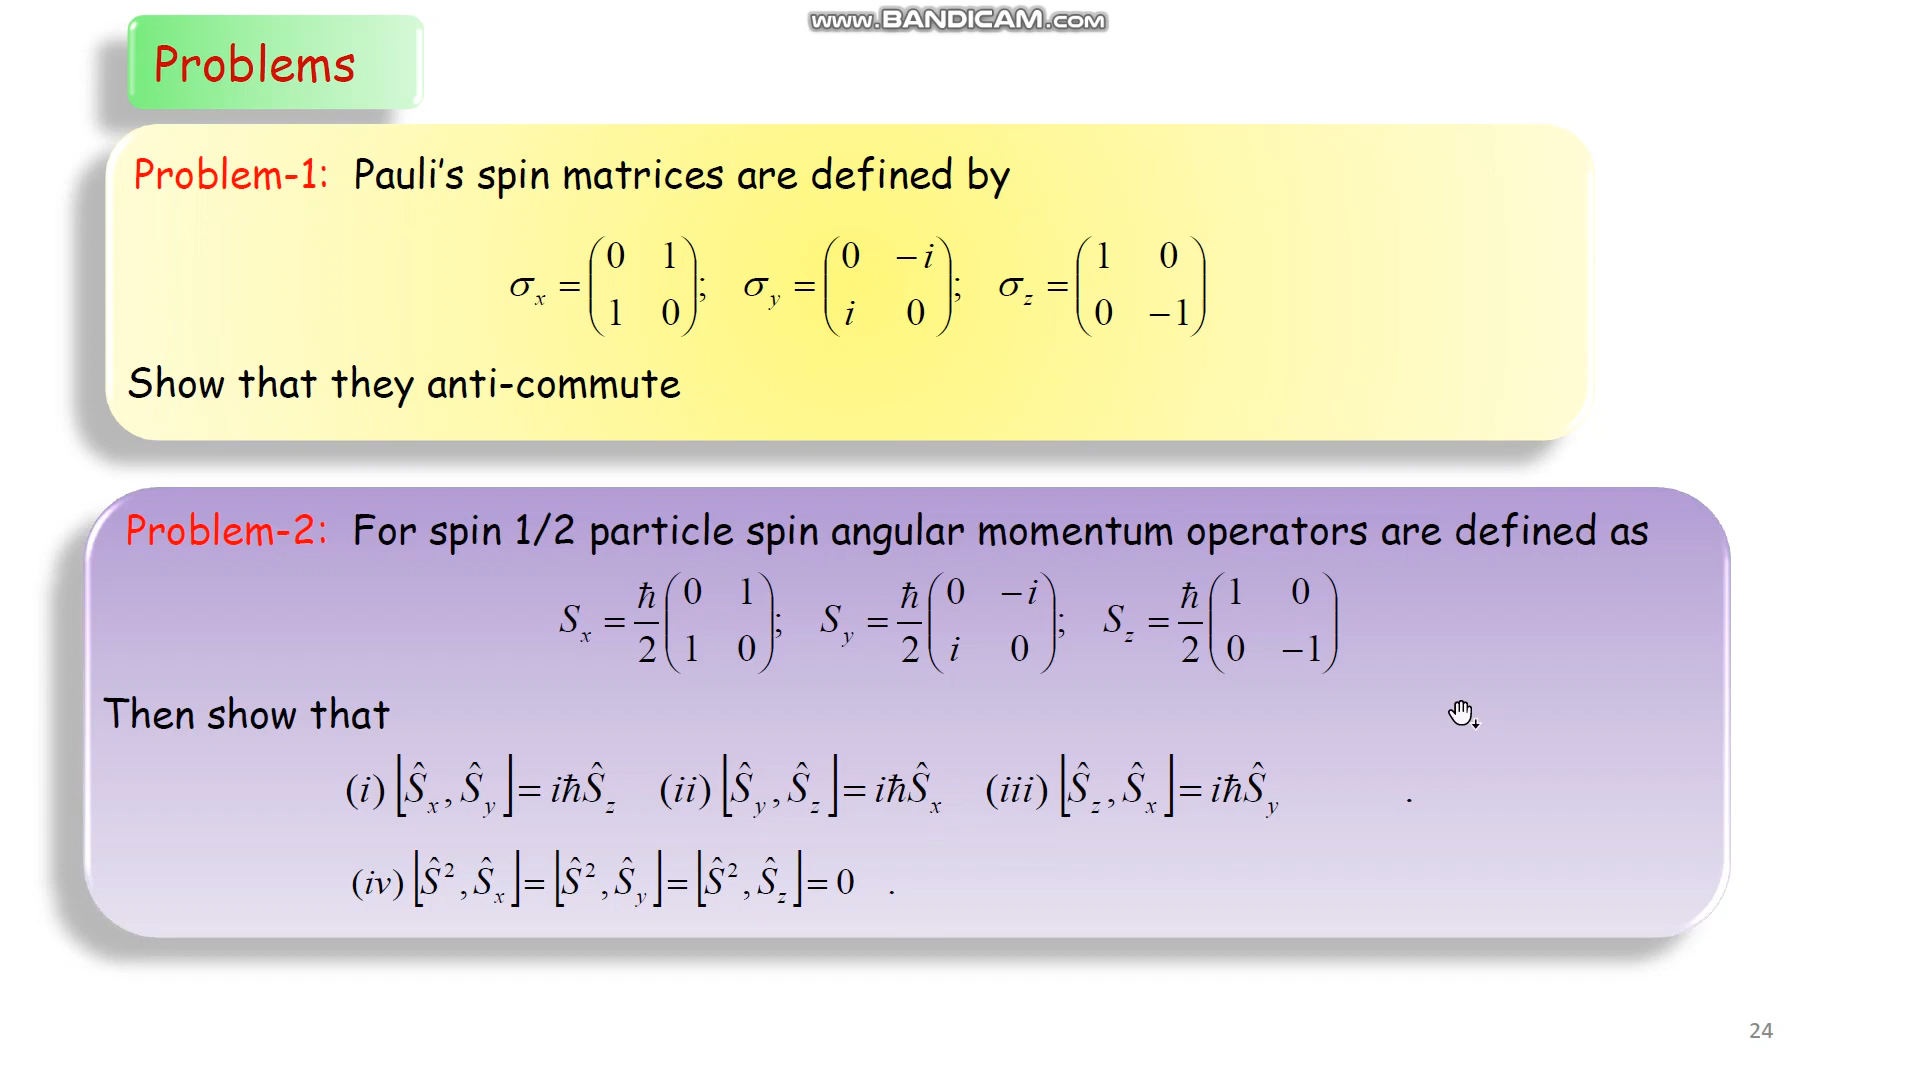 www.BANDICAM.com
Problems
Problem-1: Pauli's spin matrices are defined by
σ_x = (0 1; 1 0); σ_y = (0 −i; i 0); σ_z = (1 0; 0 −1)
Show that they anti-commute
Problem-2: For spin 1/2 particle spin angular momentum operators are defined as
S_x = ħ/2 (0 1; 1 0); S_y = ħ/2 (0 −i; i 0); S_z = ħ/2 (1 0; 0 −1)
Then show that
(i) ⌊Ŝ_x, Ŝ_y⌋ = iħŜ_z (ii) ⌊Ŝ_y, Ŝ_z⌋ = iħŜ_x (iii) ⌊Ŝ_z, Ŝ_x⌋ = iħŜ_y .
(iv) ⌊Ŝ², Ŝ_x⌋ = ⌊Ŝ², Ŝ_y⌋ = ⌊Ŝ², Ŝ_z⌋ = 0 .
24